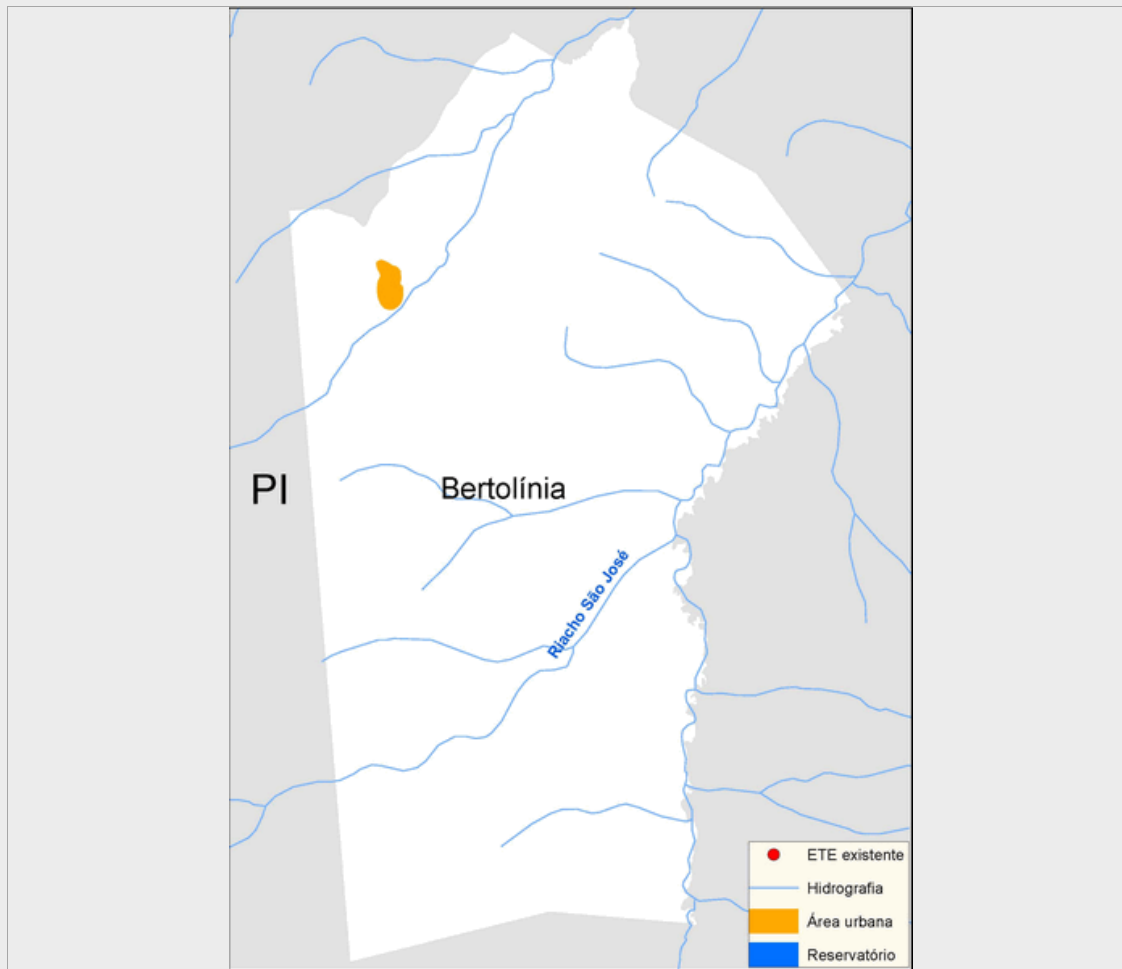 PI
Bertolínia
Riacho São José
ETE existente
Hidrografia
Área urbana
Reservatório